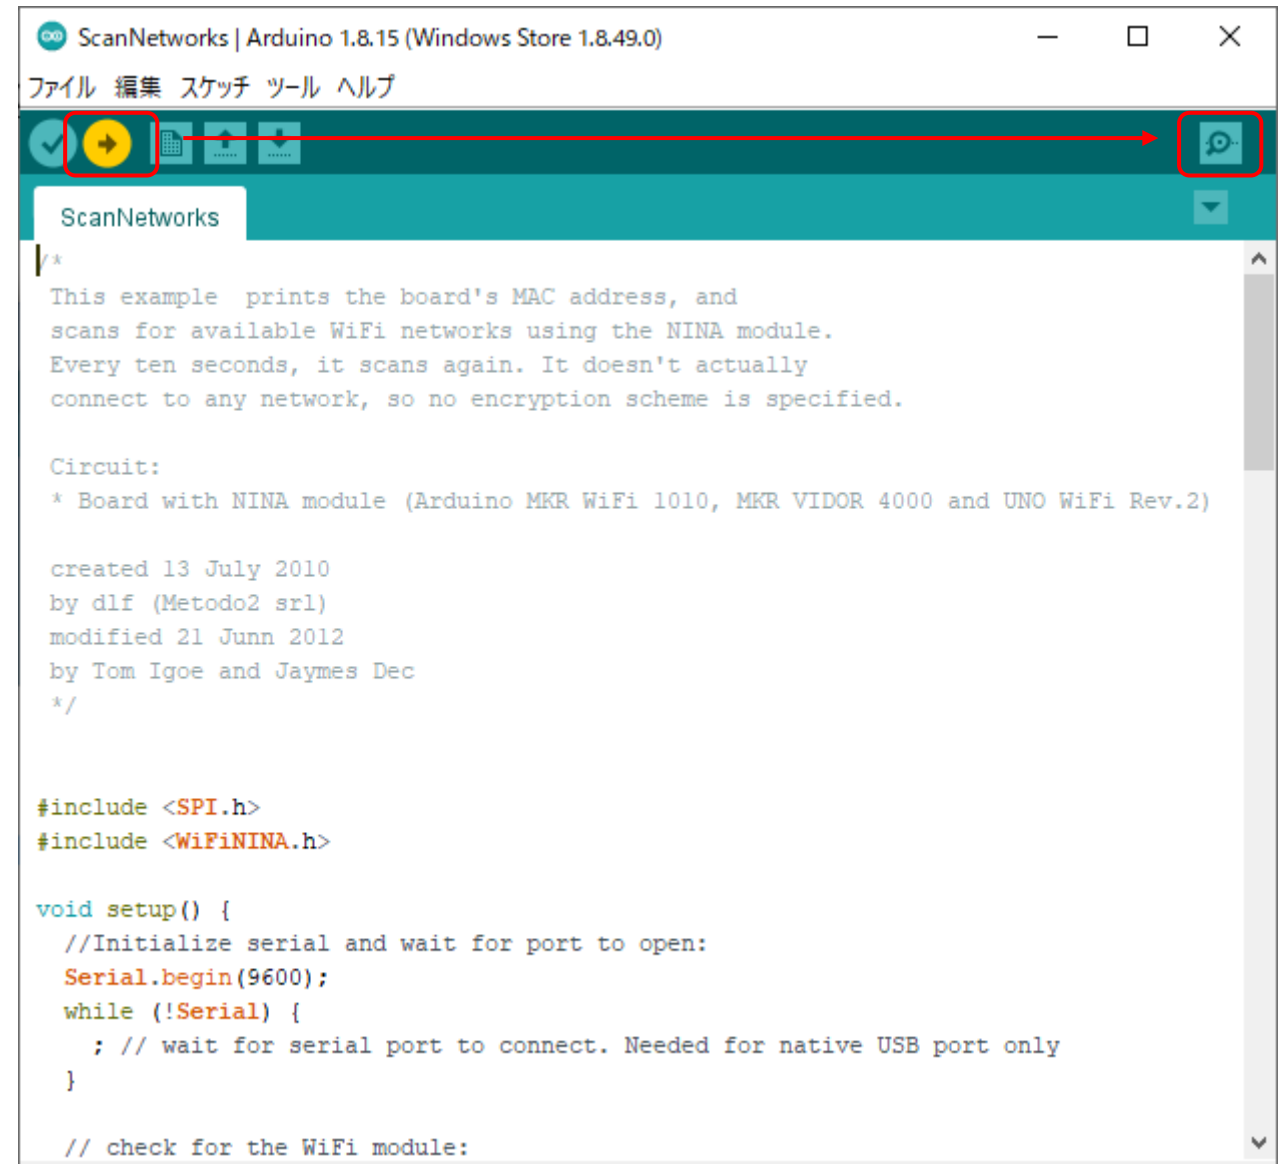 ScanNetworks | Arduino 1.8.15 (Windows Store 1.8.49.0)
ファイル 編集 スケッチ ツール ヘルプ
ScanNetworks
/*
This example  prints the board's MAC address, and
scans for available WiFi networks using the NINA module.
Every ten seconds, it scans again. It doesn't actually
connect to any network, so no encryption scheme is specified.
Circuit:
* Board with NINA module (Arduino MKR WiFi 1010, MKR VIDOR 4000 and UNO WiFi Rev.2)
created 13 July 2010
by dlf (Metodo2 srl)
modified 21 Junn 2012
by Tom Igoe and Jaymes Dec
*/
#include <SPI.h>
#include <WiFiNINA.h>
void setup() {
//Initialize serial and wait for port to open:
Serial.begin(9600);
while (!Serial) {
; // wait for serial port to connect. Needed for native USB port only
}
// check for the WiFi module: